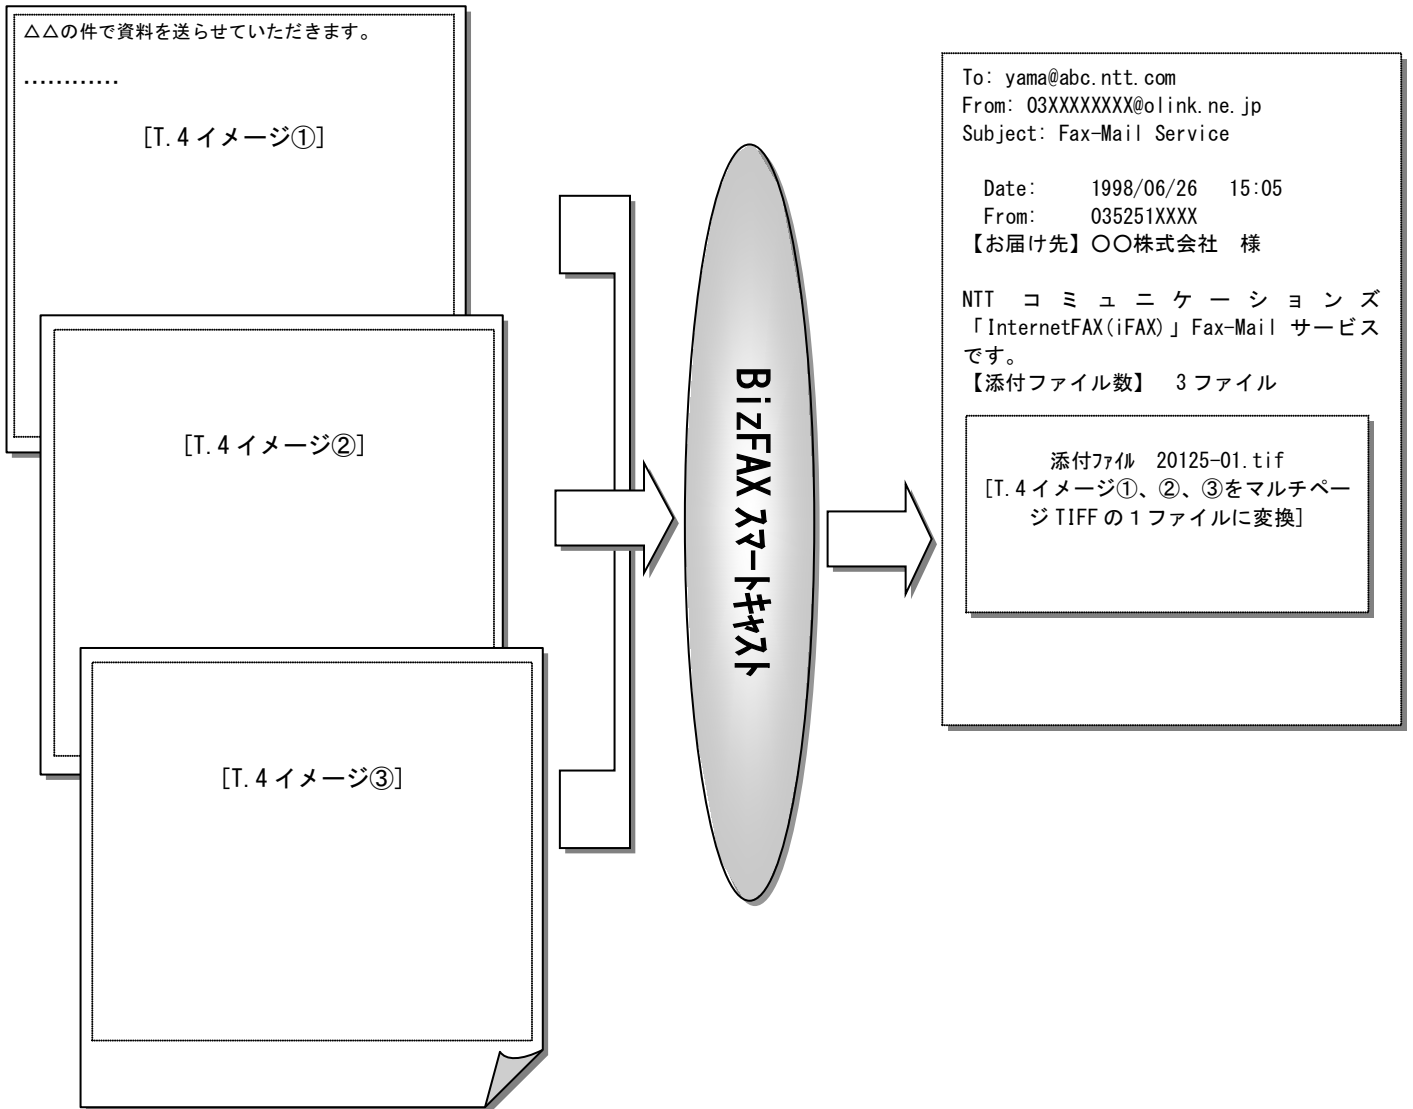 △△の件で資料を送らせていただきます。
............
[T.4イメージ①]
[T.4イメージ②]
[T.4イメージ③]
BizFAX スマートキャスト
To: yama@abc.ntt.com
From: 03XXXXXXXX@olink.ne.jp
Subject: Fax-Mail Service
Date: 1998/06/26 15:05
From: 035251XXXX
【お届け先】〇〇株式会社 様
NTT コミュニケーションズ
「InternetFAX(iFAX)」Fax-Mail サービス
です。
【添付ファイル数】 3ファイル
添付ファイル 20125-01.tif
[T.4イメージ①、②、③をマルチペー
ジTIFFの1ファイルに変換]